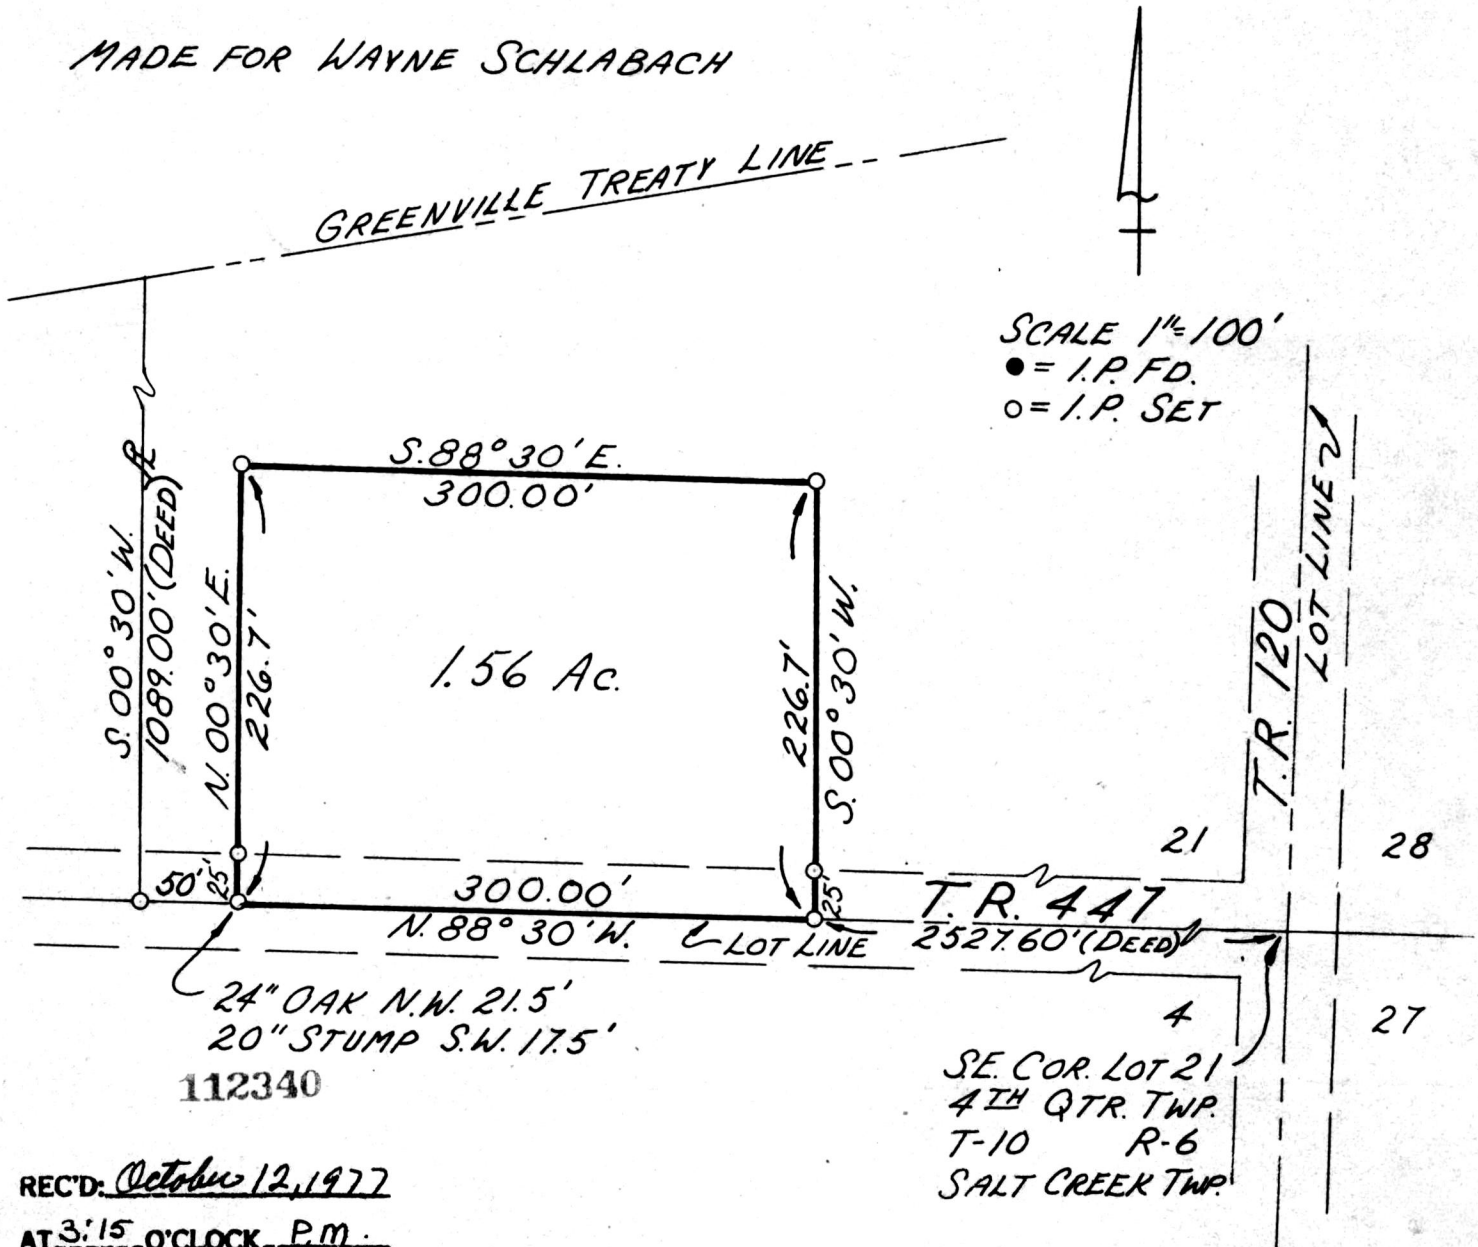 MADE FOR WAYNE SCHLABACH
GREENVILLE TREATY LINE
SCALE 1"=100'
● = I.P. FD.
○ = I.P. SET
S. 88° 30' E.
300.00'
S. 00° 30' W.
1089.00' (DEED)
N. 00° 30' E.
226.7'
1.56 AC.
226.7'
S. 00° 30' W.
T.R. 120
LOT LINE
21
28
50'
25'
300.00'
N. 88° 30' W.
LOT LINE
25'
T.R. 447
2527.60' (DEED)
24" OAK N.W. 21.5'
20" STUMP S.W. 17.5'
4
27
S.E. COR. LOT 21
4TH QTR. TWP.
T-10 R-6
SALT CREEK TWP.
112340
REC'D: October 12, 1977
AT 3:15 O'CLOCK P.M.